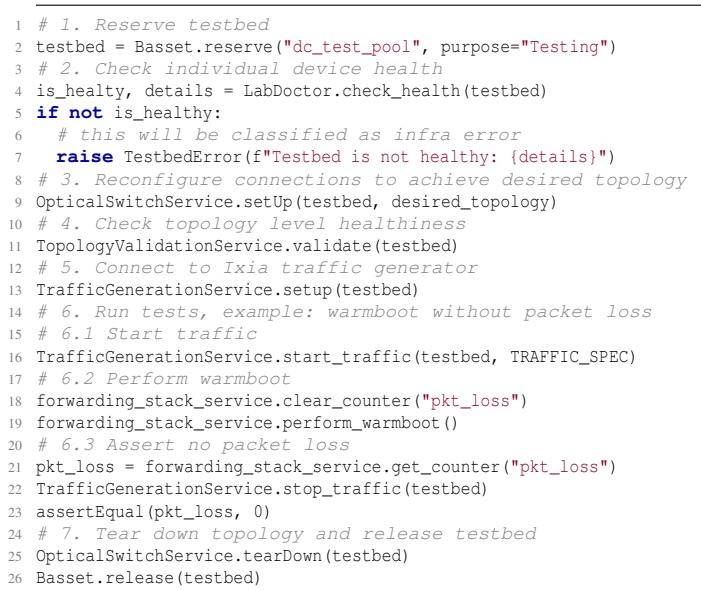 1 # 1. Reserve testbed
2 testbed = Basset.reserve("dc_test_pool", purpose="Testing")
3 # 2. Check individual device health
4 is_healty, details = LabDoctor.check_health(testbed)
5 if not is_healthy:
6   # this will be classified as infra error
7   raise TestbedError(f"Testbed is not healthy: {details}")
8 # 3. Reconfigure connections to achieve desired topology
9 OpticalSwitchService.setUp(testbed, desired_topology)
10 # 4. Check topology level healthiness
11 TopologyValidationService.validate(testbed)
12 # 5. Connect to Ixia traffic generator
13 TrafficGenerationService.setup(testbed)
14 # 6. Run tests, example: warmboot without packet loss
15 # 6.1 Start traffic
16 TrafficGenerationService.start_traffic(testbed, TRAFFIC_SPEC)
17 # 6.2 Perform warmboot
18 forwarding_stack_service.clear_counter("pkt_loss")
19 forwarding_stack_service.perform_warmboot()
20 # 6.3 Assert no packet loss
21 pkt_loss = forwarding_stack_service.get_counter("pkt_loss")
22 TrafficGenerationService.stop_traffic(testbed)
23 assertEqual(pkt_loss, 0)
24 # 7. Tear down topology and release testbed
25 OpticalSwitchService.tearDown(testbed)
26 Basset.release(testbed)